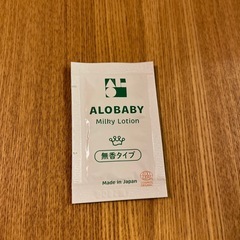 ALOBABY
Milky Lotion
無香タイプ
Made in Japan